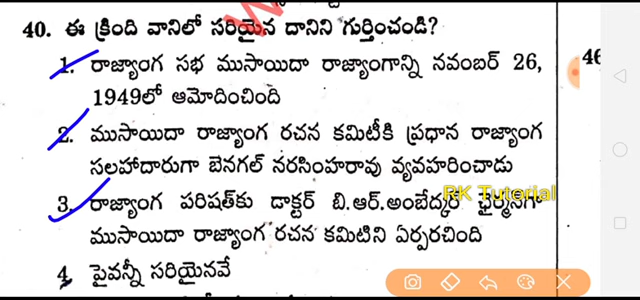 40. ఈ క్రింది వానిలో సరియైన దానిని గుర్తించండి?
1. రాజ్యాంగ సభ ముసాయిదా రాజ్యాంగాన్ని నవంబర్ 26,
1949లో ఆమోదించింది
2. ముసాయిదా రాజ్యాంగ రచన కమిటీకి ప్రధాన రాజ్యాంగ
సలహాదారుగా బెనగల్ నరసింహరావు వ్యవహరించాడు
3. రాజ్యాంగ పరిషత్‌కు డాక్టర్ బి.ఆర్.అంబేద్కర్ ఛైర్మన్‌గా
RK Tutorial
ముసాయిదా రాజ్యాంగ రచన కమిటిని ఏర్పరచింది
4. పైవన్నీ సరియైనవే
46